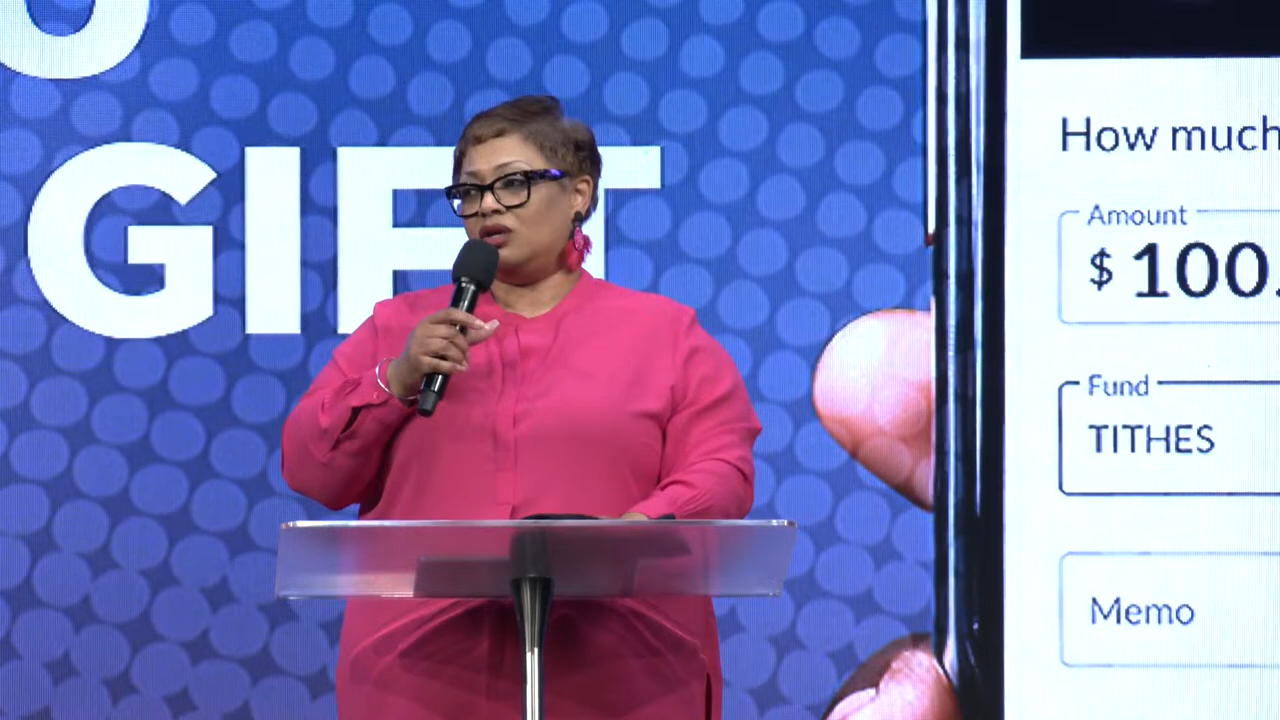 GIFT
How much
Amount
$ 100.
Fund
TITHES
Memo